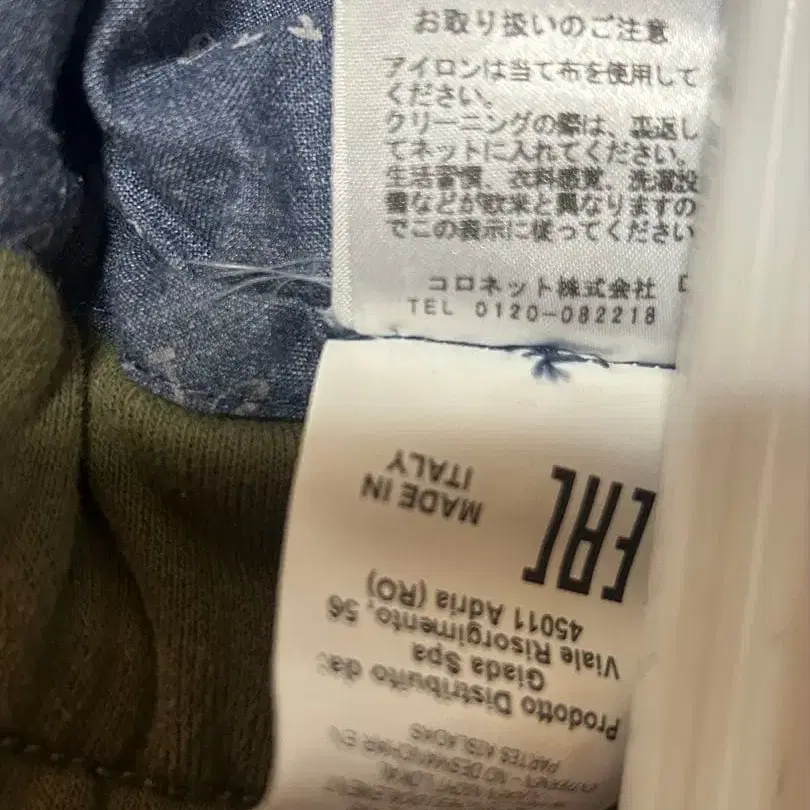 お取り扱いのご注意
アイロンは当て布を使用して
ください。
クリーニングの際は、裏返し
てネットに入れてください。
生活習慣、衣料感覚、洗濯設
備などが欧米と異なりますの
でこの表示に従ってください
コロネット株式会社
TEL 0120-082218
PARTES AISLADAS
Prodotto Distribuito da:
Giada Spa
Viale Risorgimento, 56
45011 Adria (RO)
EAC
MADE IN
ITALY